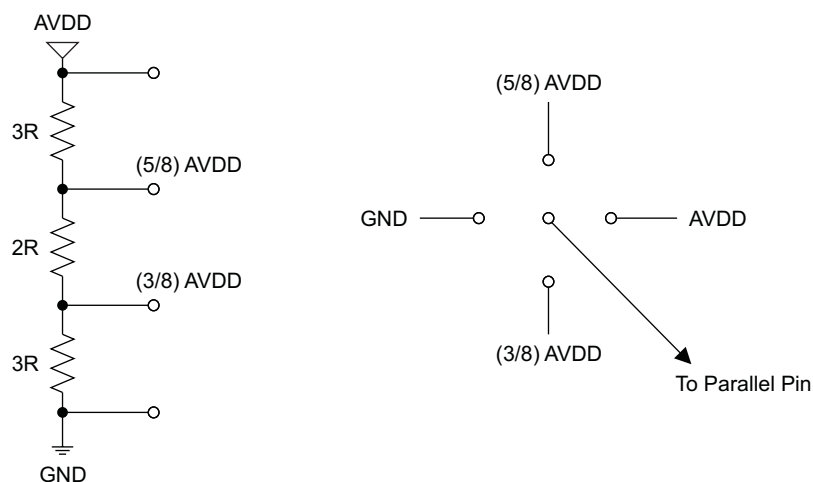 AVDD
3R
(5/8) AVDD
2R
(3/8) AVDD
3R
GND
(5/8) AVDD
GND
AVDD
(3/8) AVDD
To Parallel Pin